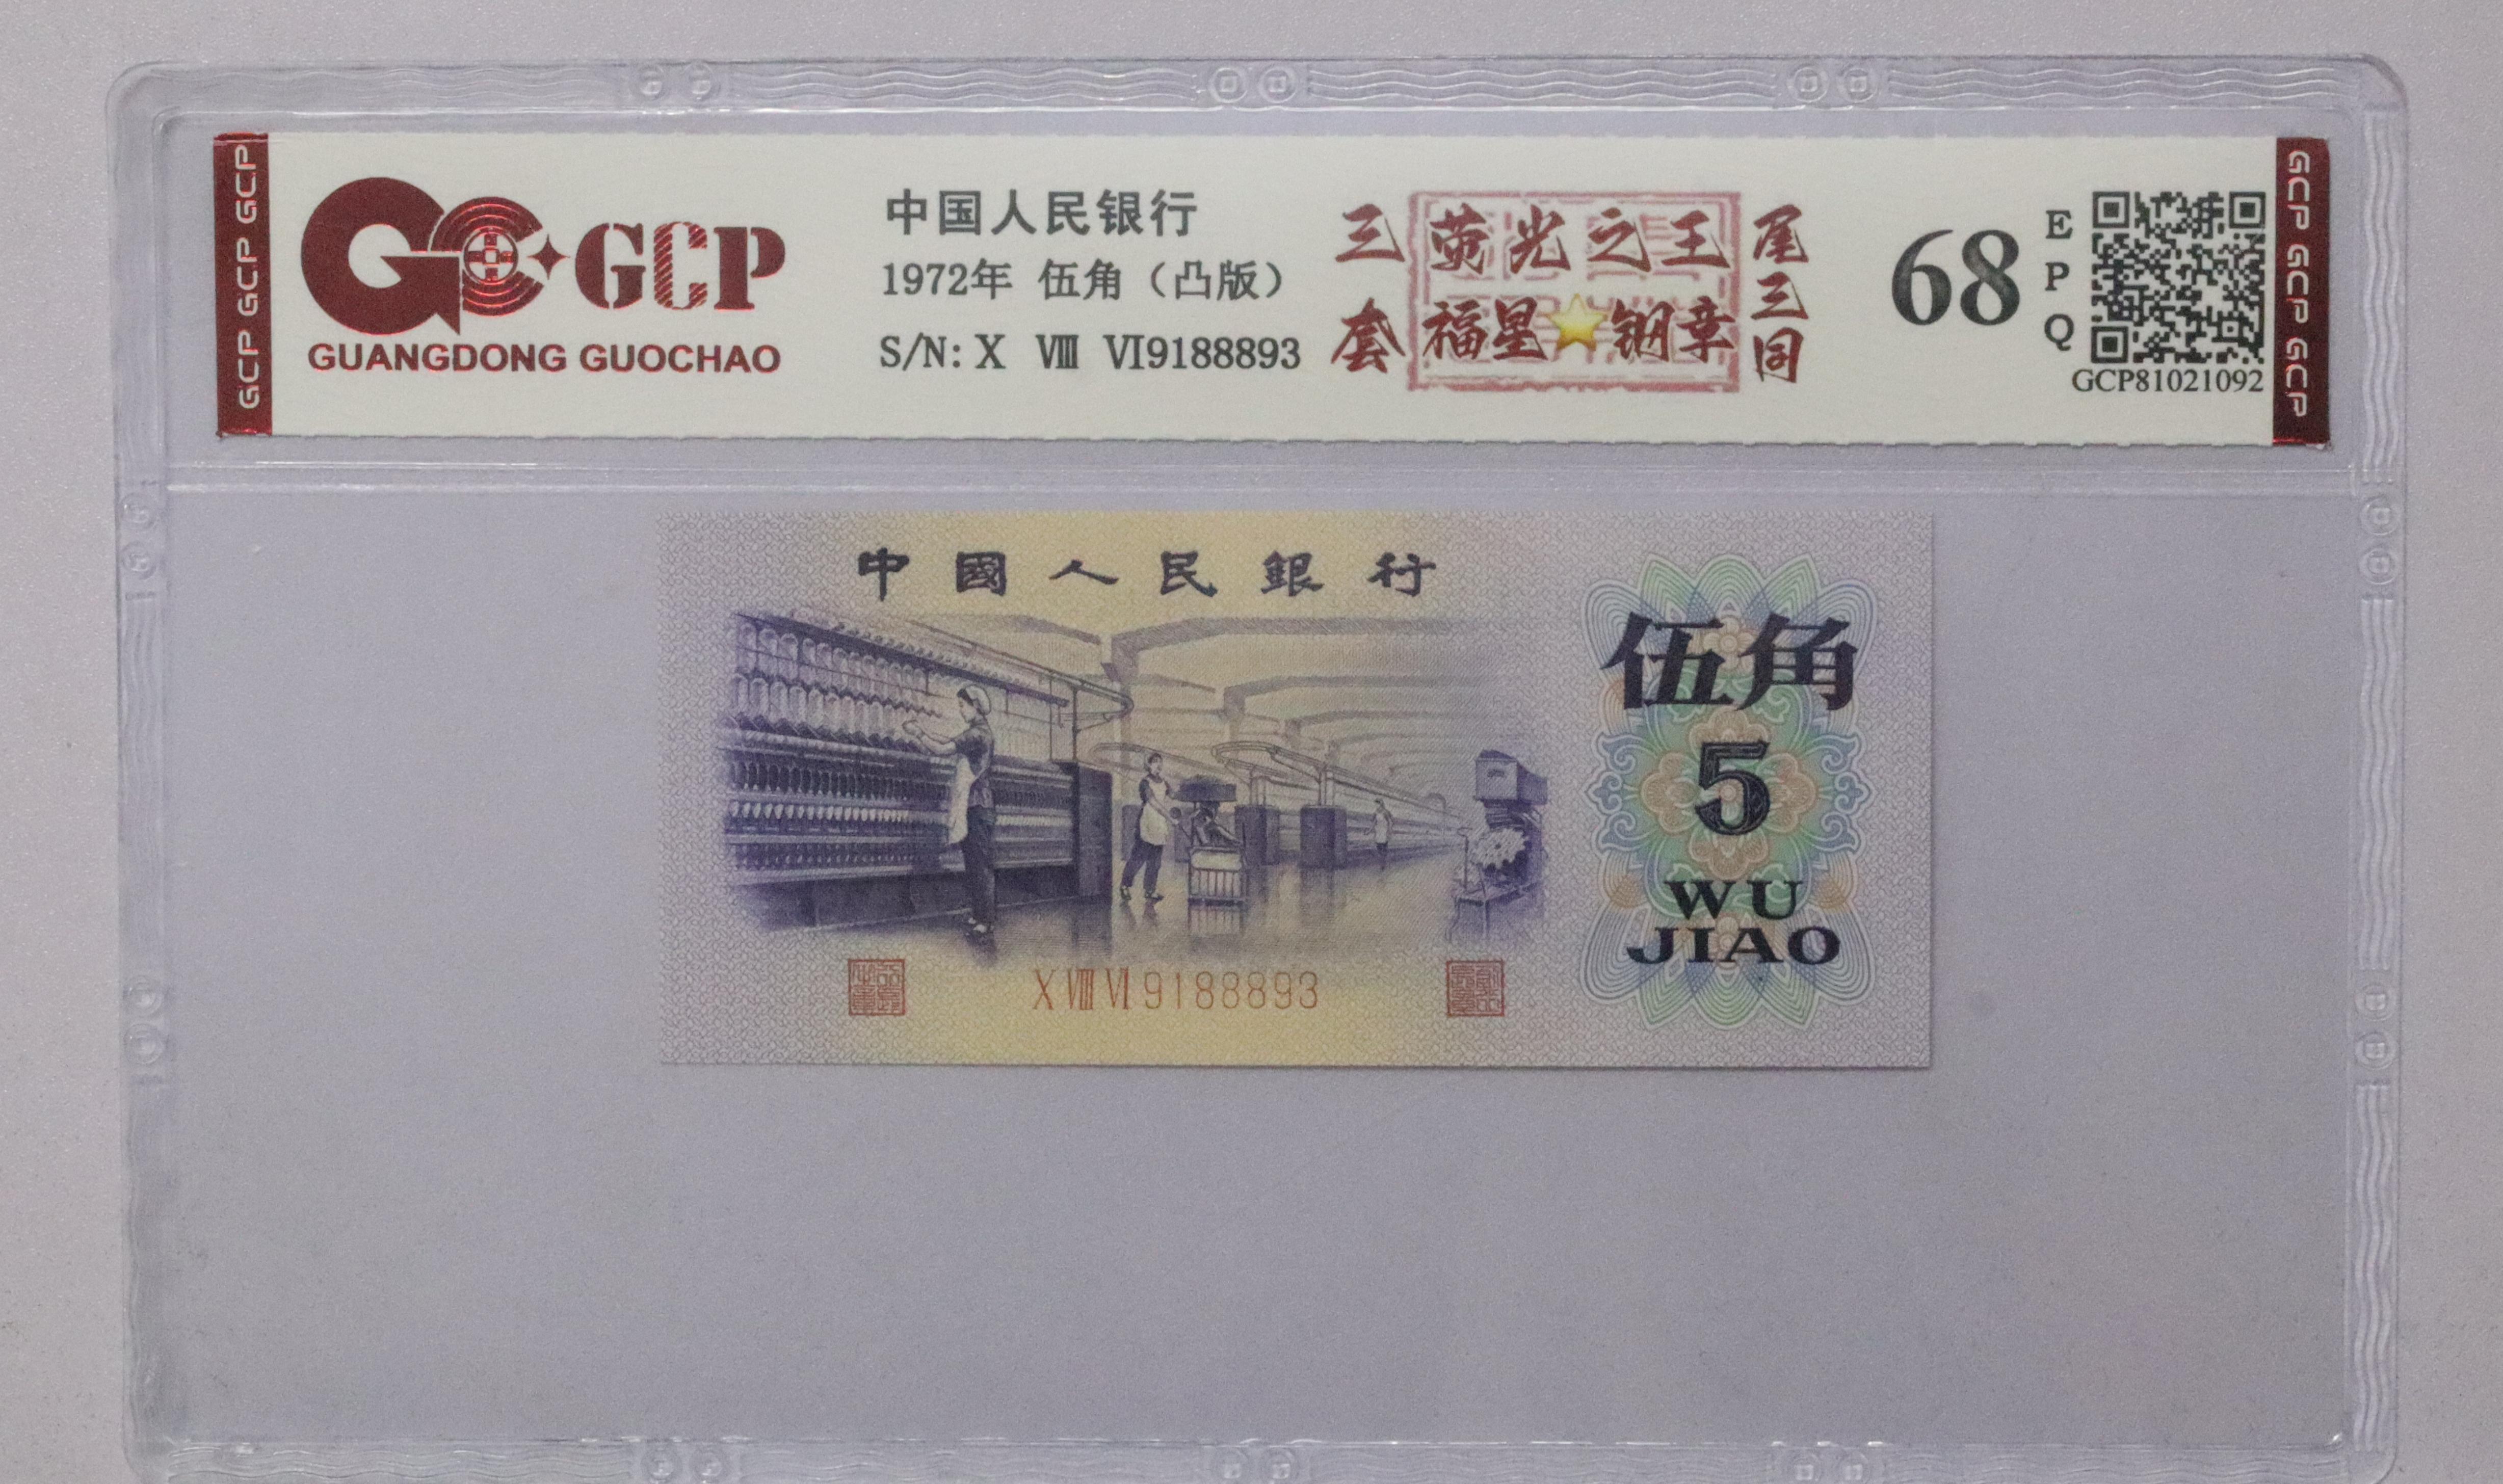 GCP GCP GCP
GCP
GUANGDONG GUOCHAO
中国人民银行
1972年 伍角（凸版）
S/N: X Ⅷ Ⅵ9188893
三套
荧光之王
福星⭐钢章
尾三同
68
EPQ
GCP81021092
GCP GCP GCP
中國人民銀行
伍角
5
WU
JIAO
X Ⅷ Ⅵ 9188893